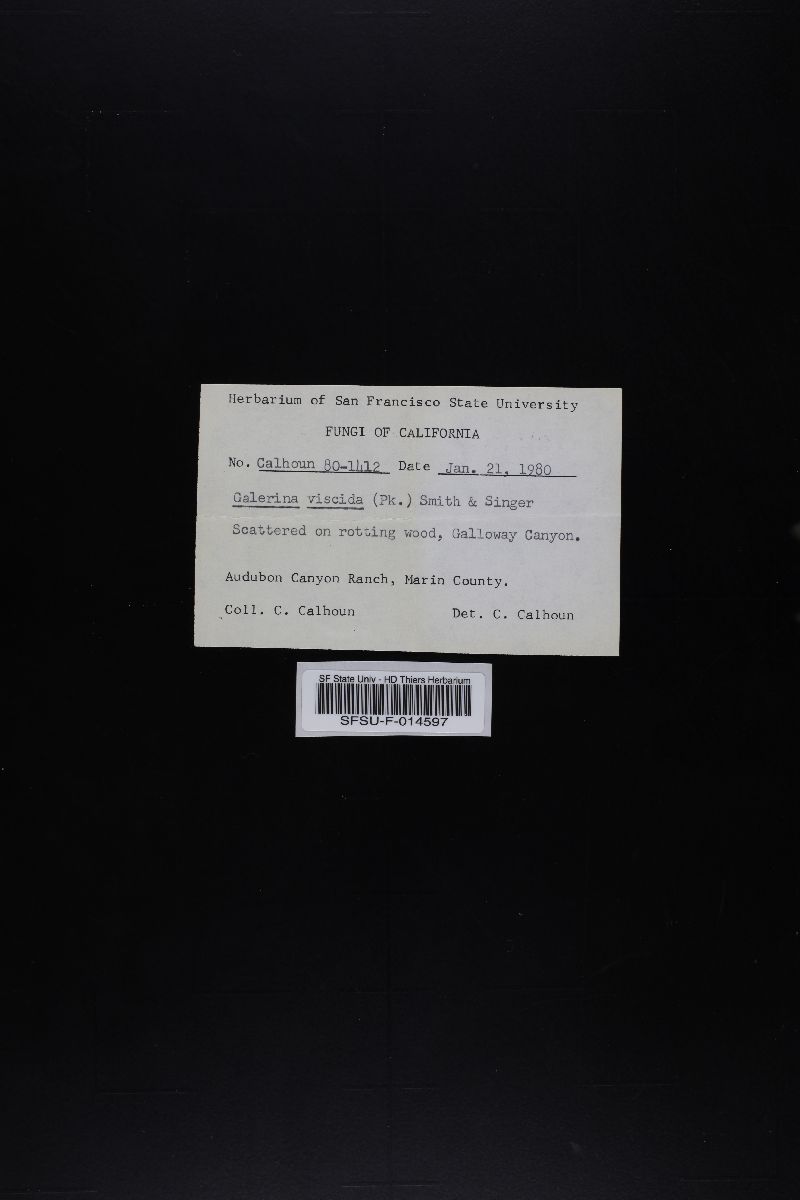 Herbarium of San Francisco State University
FUNGI OF CALIFORNIA
No. Calhoun 80-1412 Date Jan. 21, 1980
Galerina viscida (Pk.) Smith & Singer
Scattered on rotting wood, Galloway Canyon.
Audubon Canyon Ranch, Marin County.
Coll. C. Calhoun Det. C. Calhoun
SF State Univ - HD Thiers Herbarium
SFSU-F-014597